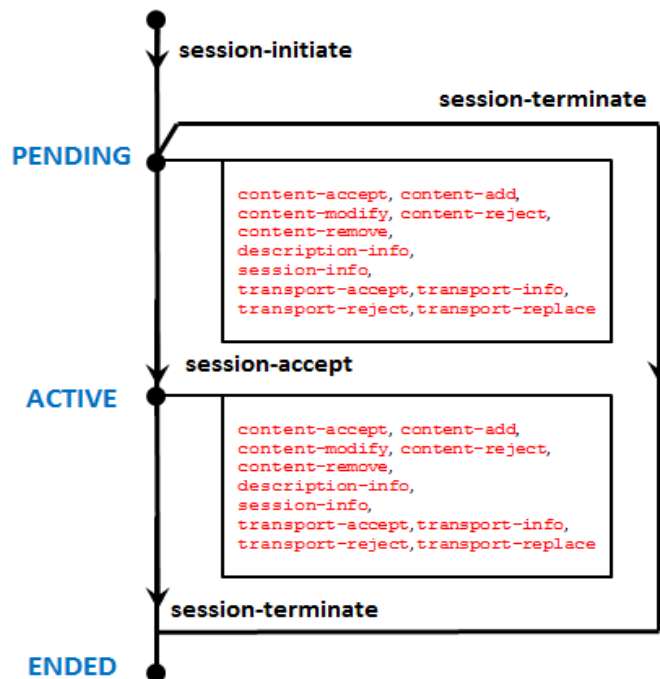 session-initiate
session-terminate
PENDING
content-accept, content-add,
content-modify, content-reject,
content-remove,
description-info,
session-info,
transport-accept,transport-info,
transport-reject,transport-replace
session-accept
ACTIVE
content-accept, content-add,
content-modify, content-reject,
content-remove,
description-info,
session-info,
transport-accept,transport-info,
transport-reject,transport-replace
session-terminate
ENDED